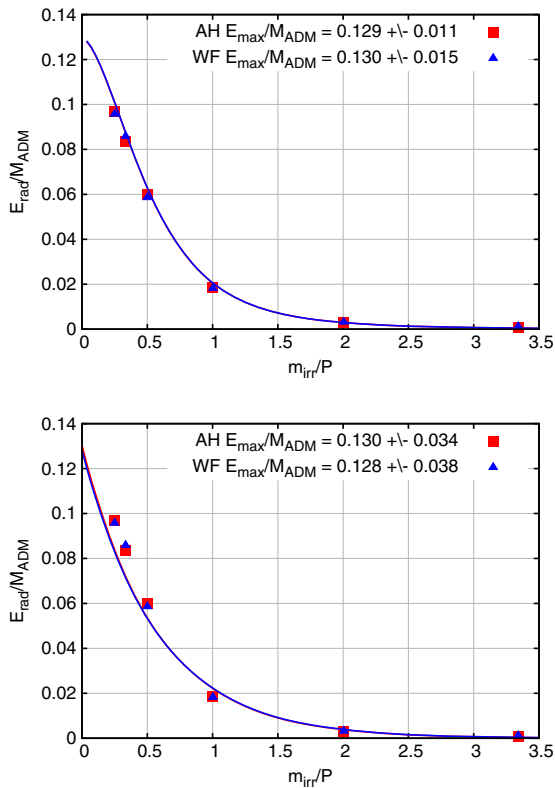 0.14
AH E_max/M_ADM = 0.129 +\- 0.011
0.12
WF E_max/M_ADM = 0.130 +\- 0.015
0.1
0.08
E_rad/M_ADM
0.06
0.04
0.02
0
0 0.5 1.0 1.5 2 2.5 3.0 3.5
m_irr/P
0.14
AH E_max/M_ADM = 0.130 +\- 0.034
0.12
WF E_max/M_ADM = 0.128 +\- 0.038
0.1
0.08
E_rad/M_ADM
0.06
0.04
0.02
0
0 0.5 1.0 1.5 2 2.5 3.0 3.5
m_irr/P